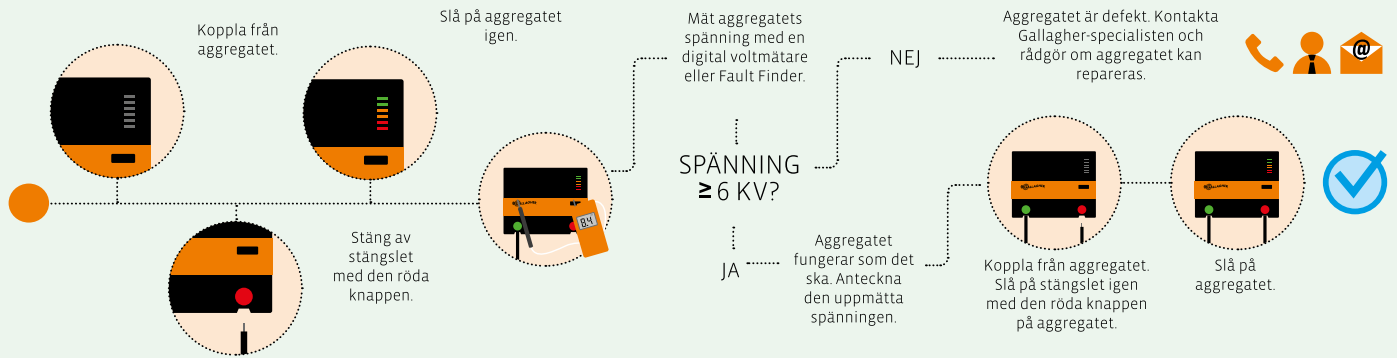 Koppla från
aggregatet.
Stäng av
stängslet
med den röda
knappen.
Slå på aggregatet
igen.
8.4
Mät aggregatets
spänning med en
digital voltmätare
eller Fault Finder.
SPÄNNING
≥ 6 KV?
NEJ
Aggregatet är defekt. Kontakta
Gallagher-specialisten och
rådgör om aggregatet kan
repareras.
@
JA
Aggregatet
fungerar som det
ska. Anteckna
den uppmätta
spänningen.
GALLAGHER
Koppla från aggregatet.
Slå på stängslet igen
med den röda knappen
på aggregatet.
GALLAGHER
Slå på
aggregatet.